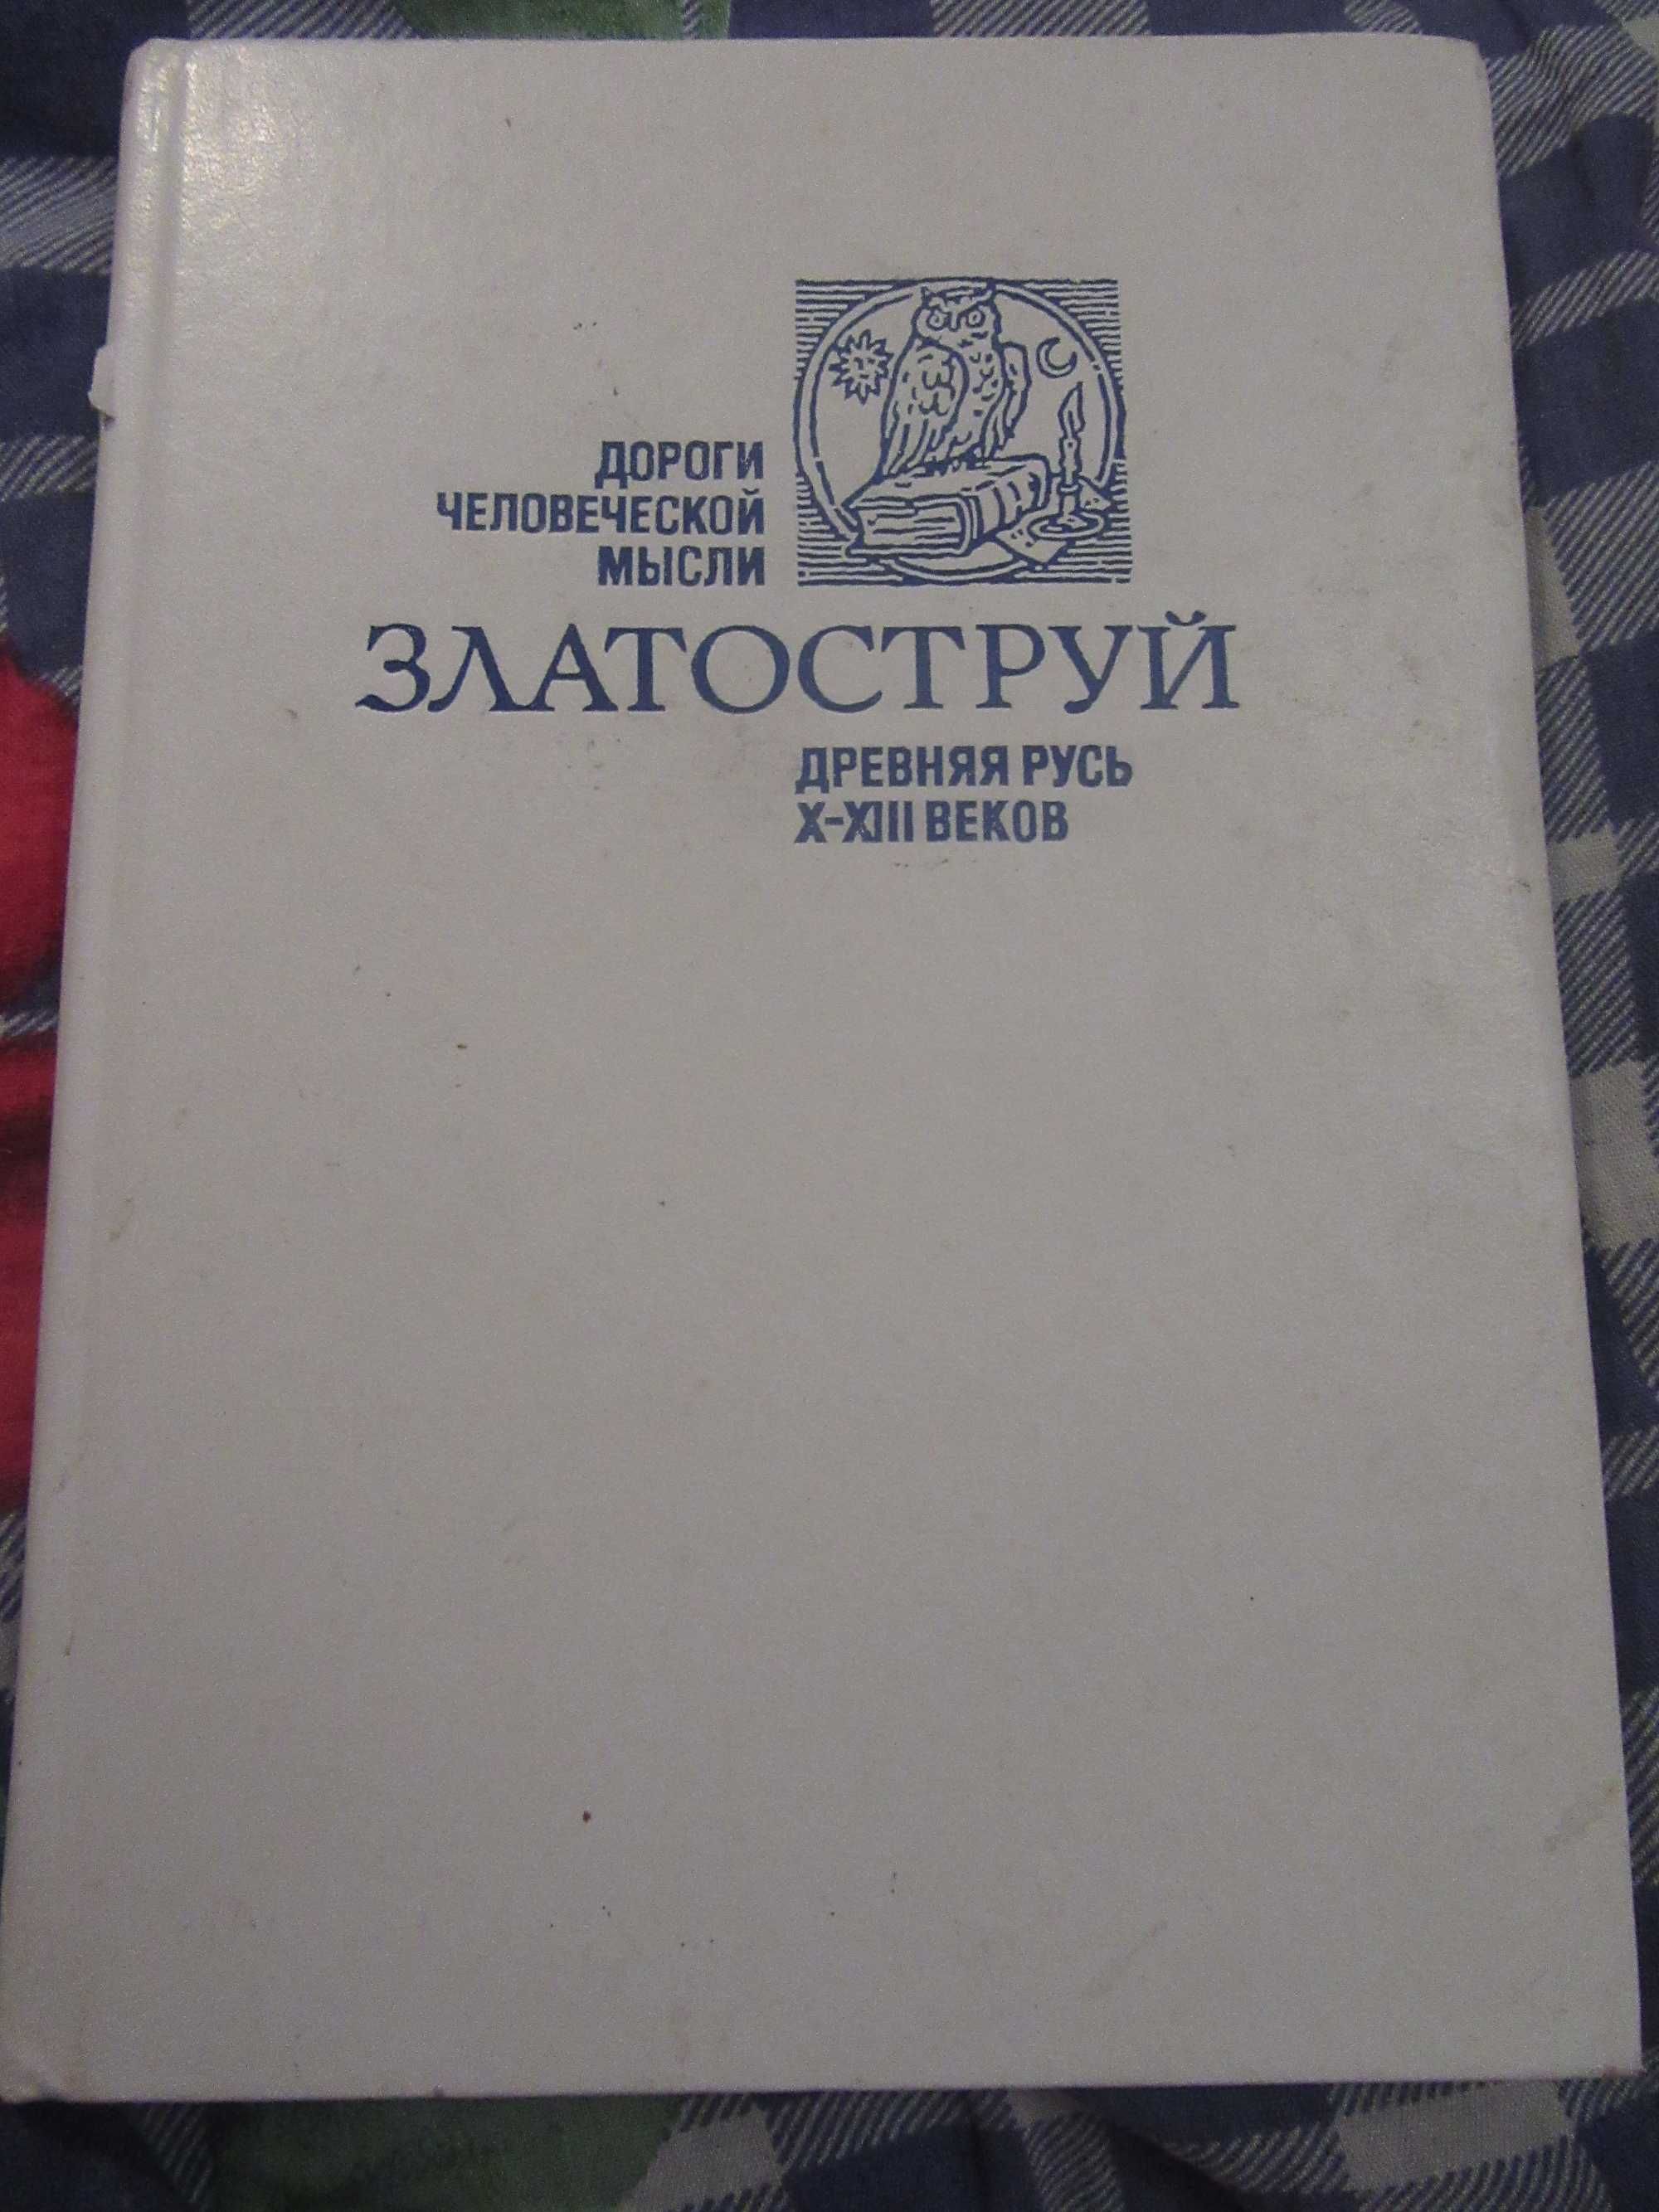 ДОРОГИ
ЧЕЛОВЕЧЕСКОЙ
МЫСЛИ
ЗЛАТОСТРУЙ
ДРЕВНЯЯ РУСЬ
X-XIII ВЕКОВ